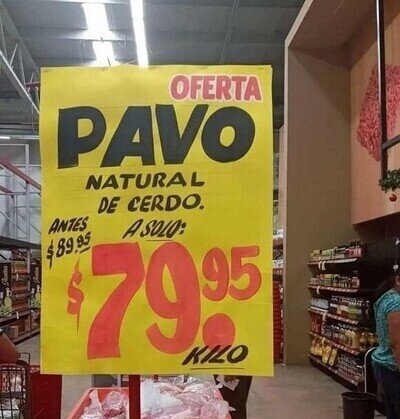 OFERTA
PAVO
NATURAL
DE CERDO.
A SOLO:
ANTES
$89.95
$79.95
KILO